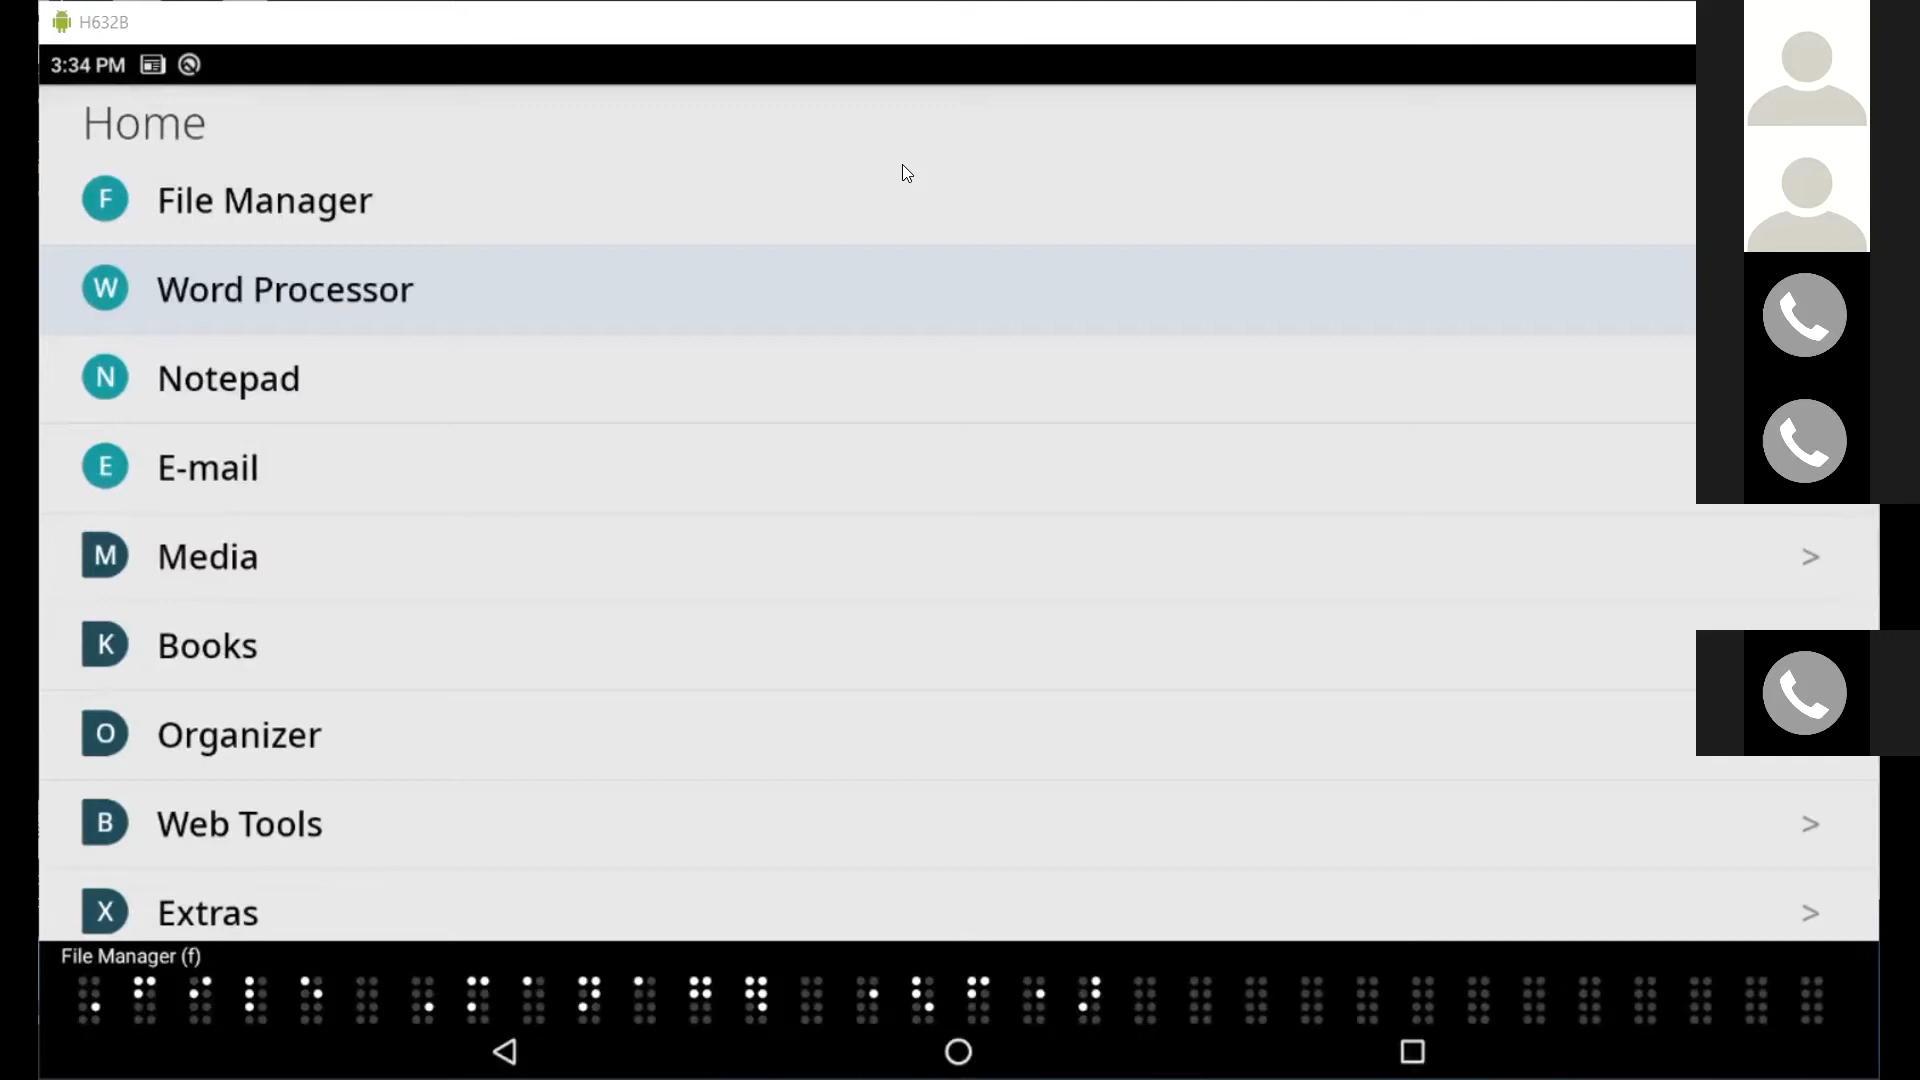 H632B
3:34 PM
Home
F File Manager
W Word Processor
N Notepad
E E-mail
M Media >
K Books
O Organizer
B Web Tools >
X Extras >
File Manager (f)